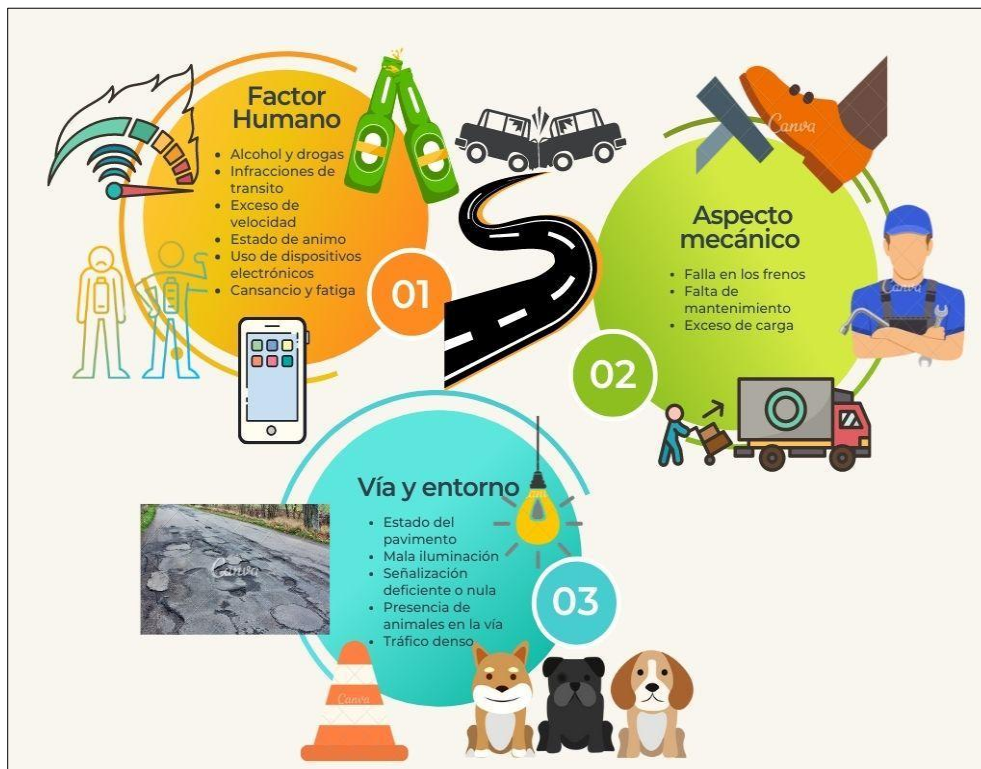 Factor
Humano
• Alcohol y drogas
• Infracciones de
transito
• Exceso de
velocidad
• Estado de animo
• Uso de dispositivos
electrónicos
• Cansancio y fatiga
01
Canva
Aspecto
mecánico
• Falla en los frenos
• Falta de
mantenimiento
• Exceso de carga
Canva
02
Vía y entorno
• Estado del
pavimento
• Mala iluminación
• Señalización
deficiente o nula
• Presencia de
animales en la vía
• Tráfico denso
Canva
03
Canva